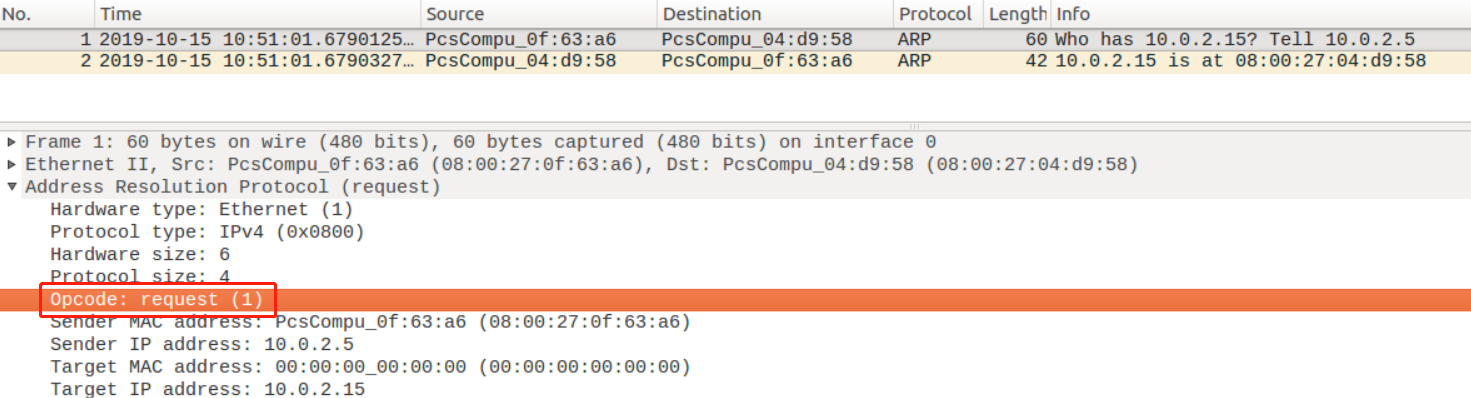 No. Time Source Destination Protocol Length Info
1 2019-10-15 10:51:01.6790125… PcsCompu_0f:63:a6 PcsCompu_04:d9:58 ARP 60 Who has 10.0.2.15? Tell 10.0.2.5
2 2019-10-15 10:51:01.6790327… PcsCompu_04:d9:58 PcsCompu_0f:63:a6 ARP 42 10.0.2.15 is at 08:00:27:04:d9:58
Frame 1: 60 bytes on wire (480 bits), 60 bytes captured (480 bits) on interface 0
Ethernet II, Src: PcsCompu_0f:63:a6 (08:00:27:0f:63:a6), Dst: PcsCompu_04:d9:58 (08:00:27:04:d9:58)
Address Resolution Protocol (request)
Hardware type: Ethernet (1)
Protocol type: IPv4 (0x0800)
Hardware size: 6
Protocol size: 4
Opcode: request (1)
Sender MAC address: PcsCompu_0f:63:a6 (08:00:27:0f:63:a6)
Sender IP address: 10.0.2.5
Target MAC address: 00:00:00_00:00:00 (00:00:00:00:00:00)
Target IP address: 10.0.2.15